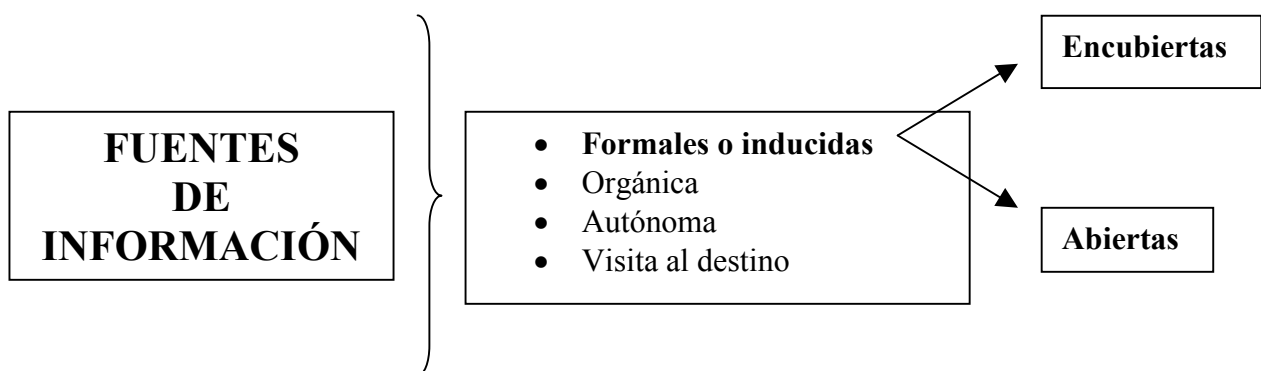 FUENTES
DE
INFORMACIÓN
• Formales o inducidas
• Orgánica
• Autónoma
• Visita al destino
Encubiertas
Abiertas